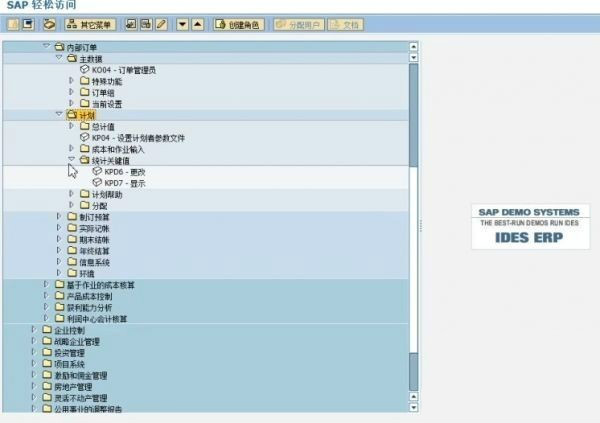 SAP 轻松访问
其它菜单
创建角色
分配用户
文档
内部订单
主数据
KO04 - 订单管理员
特殊功能
订单组
当前设置
计划
总计值
KP04 - 设置计划者参数文件
成本和作业输入
统计关键值
KPD6 - 更改
KPD7 - 显示
计划帮助
分配
制订预算
实际记帐
期末结帐
年终结算
信息系统
环境
基于作业的成本核算
产品成本控制
获利能力分析
利润中心会计核算
企业控制
战略企业管理
投资管理
项目系统
激励和佣金管理
房地产管理
灵活不动产管理
公用事业的调整报告
SAP DEMO SYSTEMS
THE BEST-RUN DEMOS RUN IDES
IDES ERP